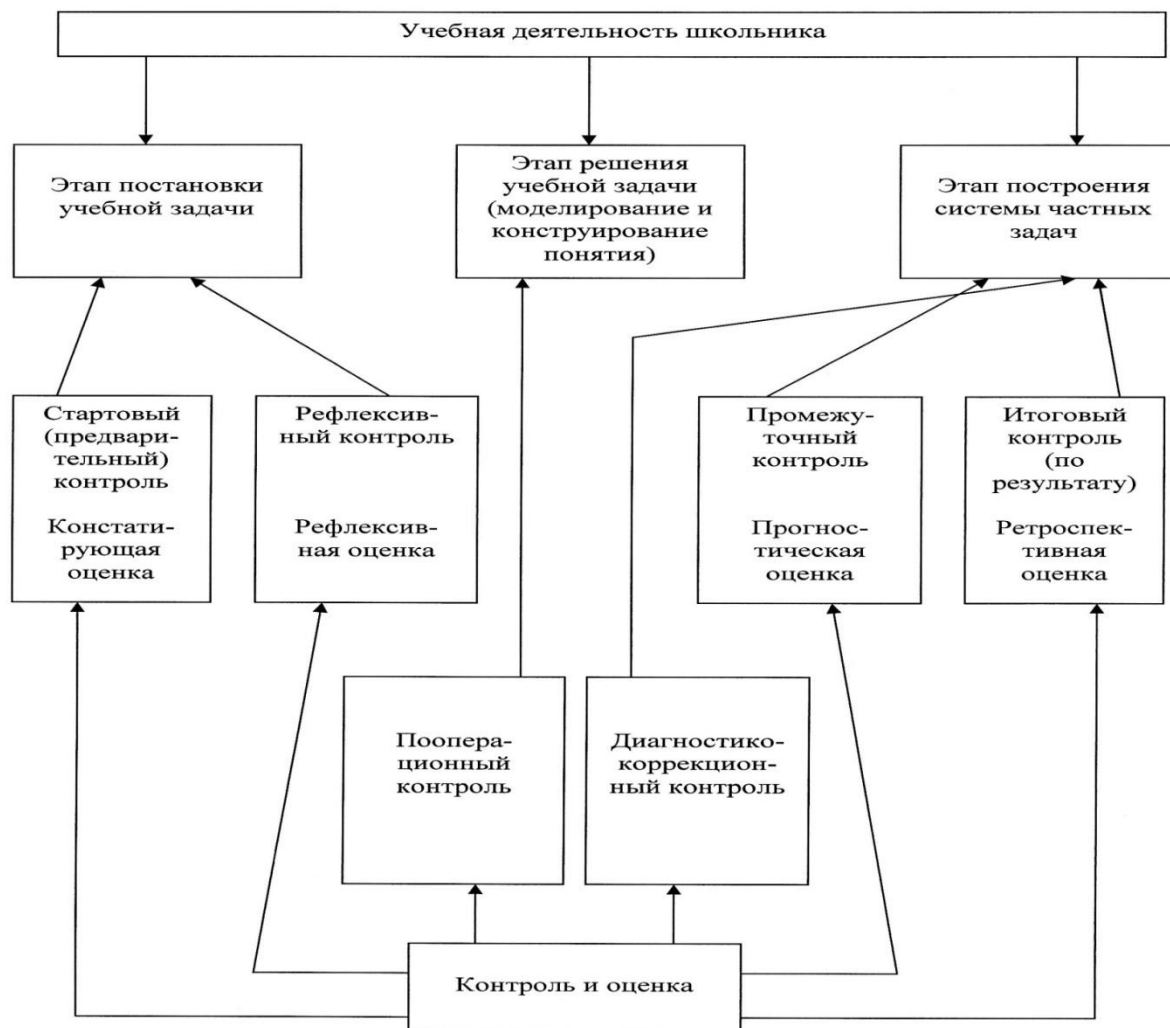 Учебная деятельность школьника
Этап постановки
учебной задачи
Этап решения
учебной задачи
(моделирование и
конструирование
понятия)
Этап построения
системы частных
задач
Стартовый
(предвари-
тельный)
контроль
Констати-
рующая
оценка
Рефлексив-
ный контроль
Рефлексив-
ная оценка
Промежу-
точный
контроль
Прогнос-
тическая
оценка
Итоговый
контроль
(по
результату)
Ретроспек-
тивная
оценка
Поопера-
ционный
контроль
Диагностико-
коррекцион-
ный контроль
Контроль и оценка